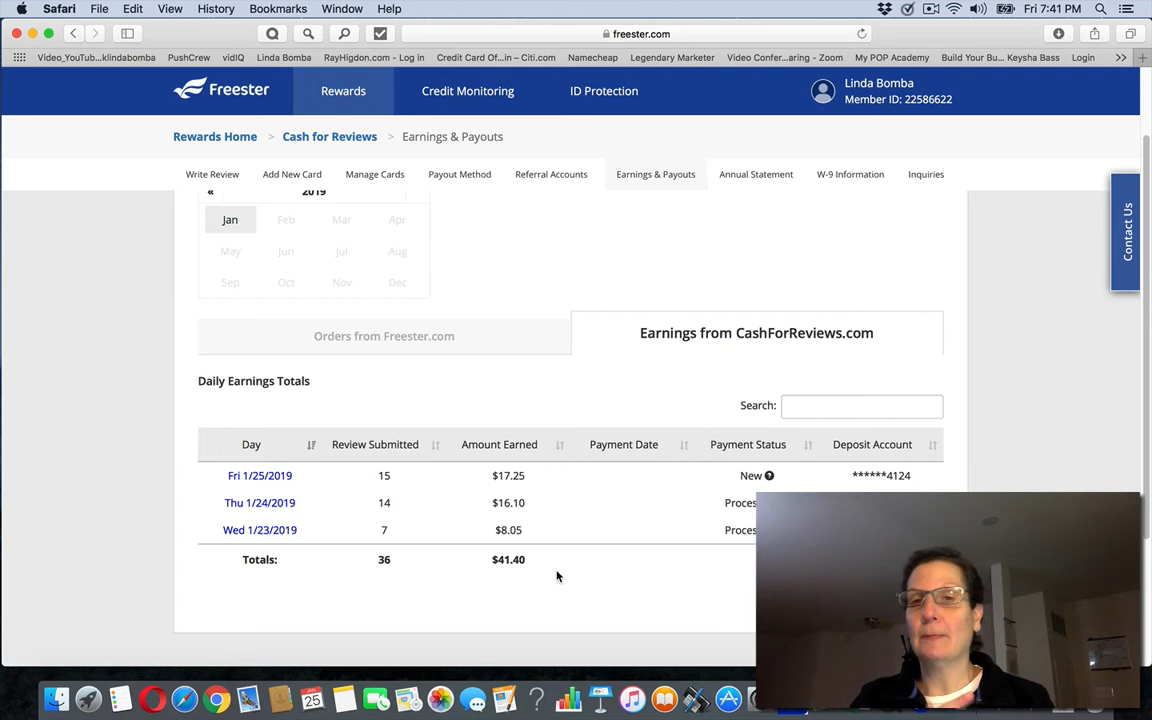 Safari File Edit View History Bookmarks Window Help Fri 7:41 PM
freester.com
Video_YouTub...klindabomba PushCrew vidIQ Linda Bomba RayHigdon.com - Log in Credit Card Of...in – Citi.com Namecheap Legendary Marketer Video Confer...aring - Zoom My POP Academy Build Your Bu... Keysha Bass Login
Freester Rewards Credit Monitoring ID Protection
Linda Bomba
Member ID: 22586622
Rewards Home > Cash for Reviews > Earnings & Payouts
Write Review Add New Card Manage Cards Payout Method Referral Accounts Earnings & Payouts Annual Statement W-9 Information Inquiries
« 2019
Jan Feb Mar Apr
May Jun Jul Aug
Sep Oct Nov Dec
Contact Us
Orders from Freester.com Earnings from CashForReviews.com
Daily Earnings Totals
Search:
Day Review Submitted Amount Earned Payment Date Payment Status Deposit Account
Fri 1/25/2019 15 $17.25 New ******4124
Thu 1/24/2019 14 $16.10 Proces
Wed 1/23/2019 7 $8.05 Proces
Totals: 36 $41.40
JAN
25